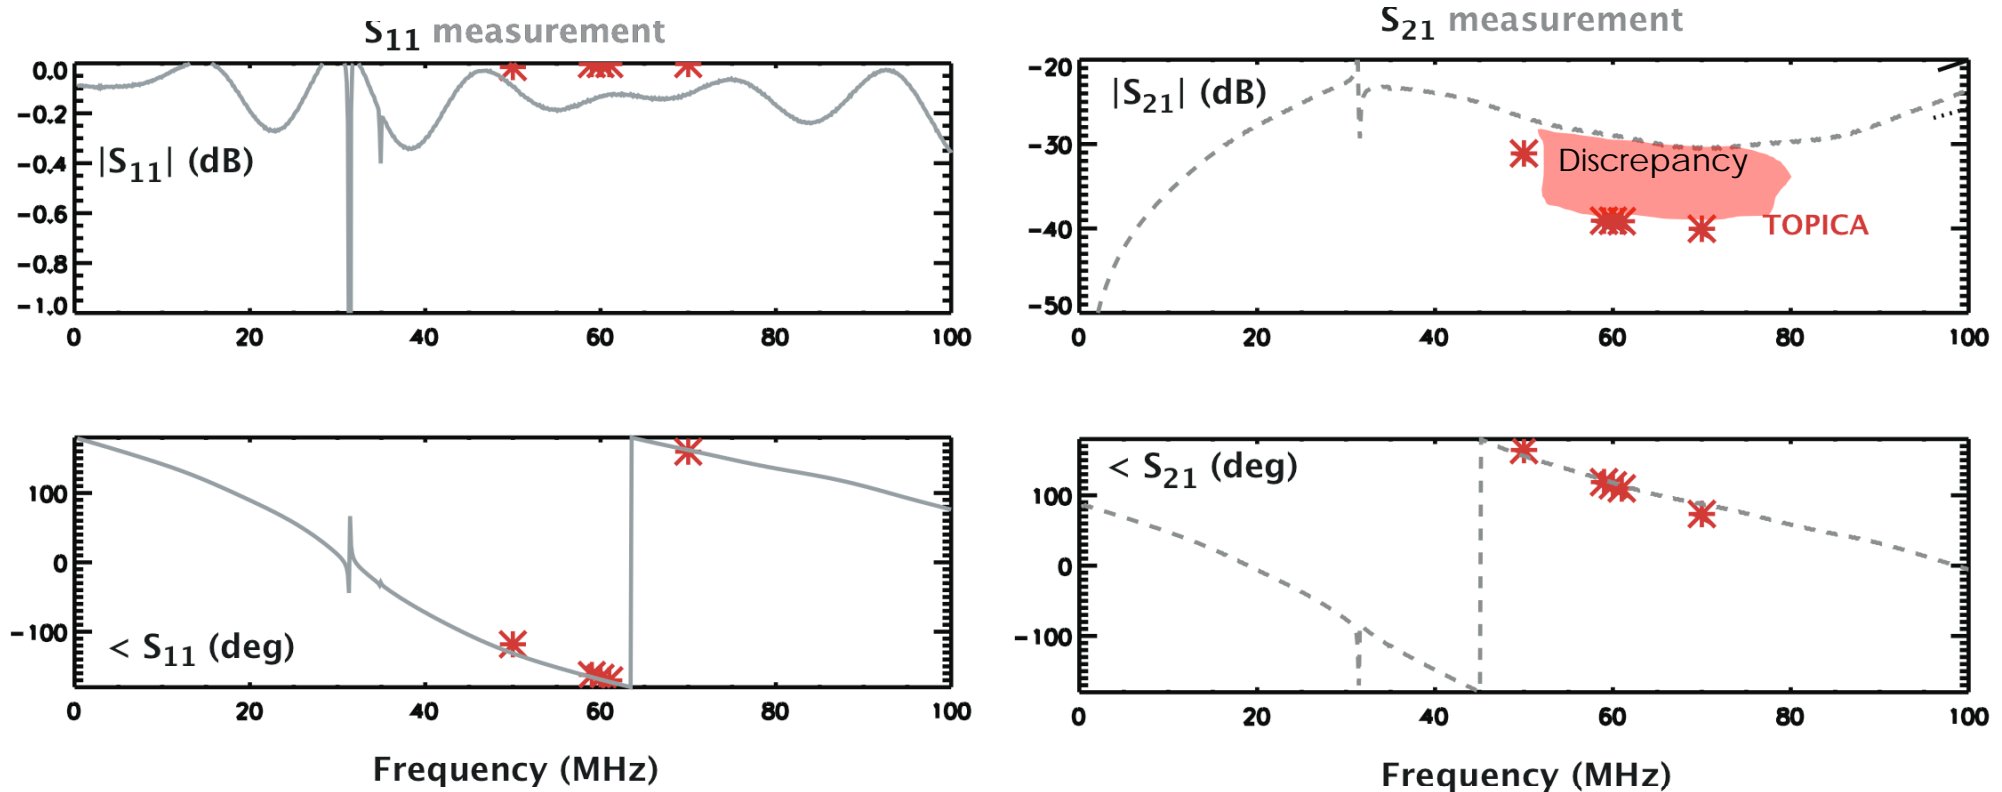 S11 measurement
0.0
-0.2
-0.4
-0.6
-0.8
-1.0
|S11| (dB)
0 20 40 60 80 100
100
0
-100
< S11 (deg)
0 20 40 60 80 100
Frequency (MHz)
S21 measurement
-20
-30
-40
-50
|S21| (dB)
Discrepancy
TOPICA
0 20 40 60 80 100
< S21 (deg)
100
0
-100
0 20 40 60 80 100
Frequency (MHz)